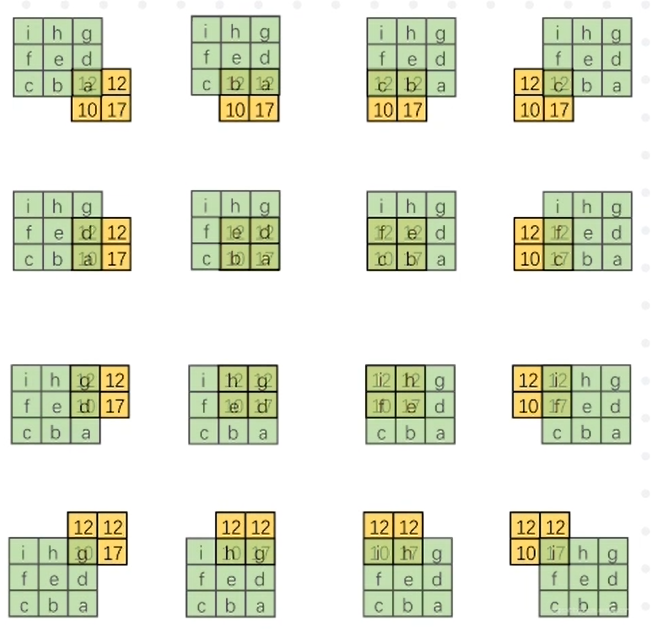 i h g i h g i h g i h g
f e d f e d f e d f e d
c b a 12 12 c b 12 a 12 12 c 12 b 12 a 12 12 c b a
10 17 10 17 10 17 10 17
i h g i h g i h g i h g
f e d 12 12 f e 12 d 12 f 12 e 12 d 12 12 f e d
c b a 10 17 c b 10 a 17 c 10 b 17 a 10 17 c b a
i h g 12 12 i h 12 g 12 i 12 h 12 g 12 12 i h g
f e d 10 17 f e 10 d 17 f 10 e 17 d 10 17 f e d
c b a c b a c b a c b a
12 12 12 12 12 12 12 12
i h g 10 17 i h 10 g 17 i 10 h 17 g 10 17 i h g
f e d f e d f e d f e d
c b a c b a c b a c b a